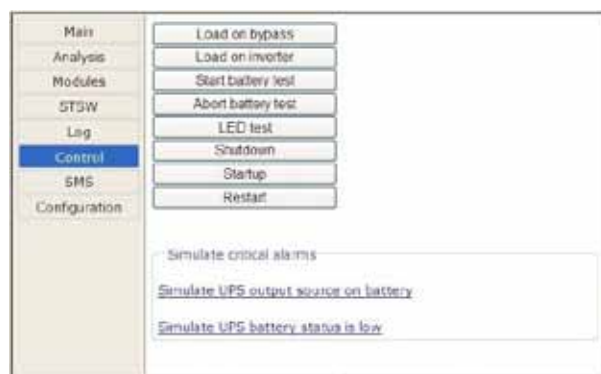 Main
Analysis
Modules
STSW
Log
Control
SMS
Configuration
Load on bypass
Load on inverter
Start battery test
Abort battery test
LED test
Shutdown
Startup
Restart
Simulate critical alarms
Simulate UPS output source on battery
Simulate UPS battery status is low